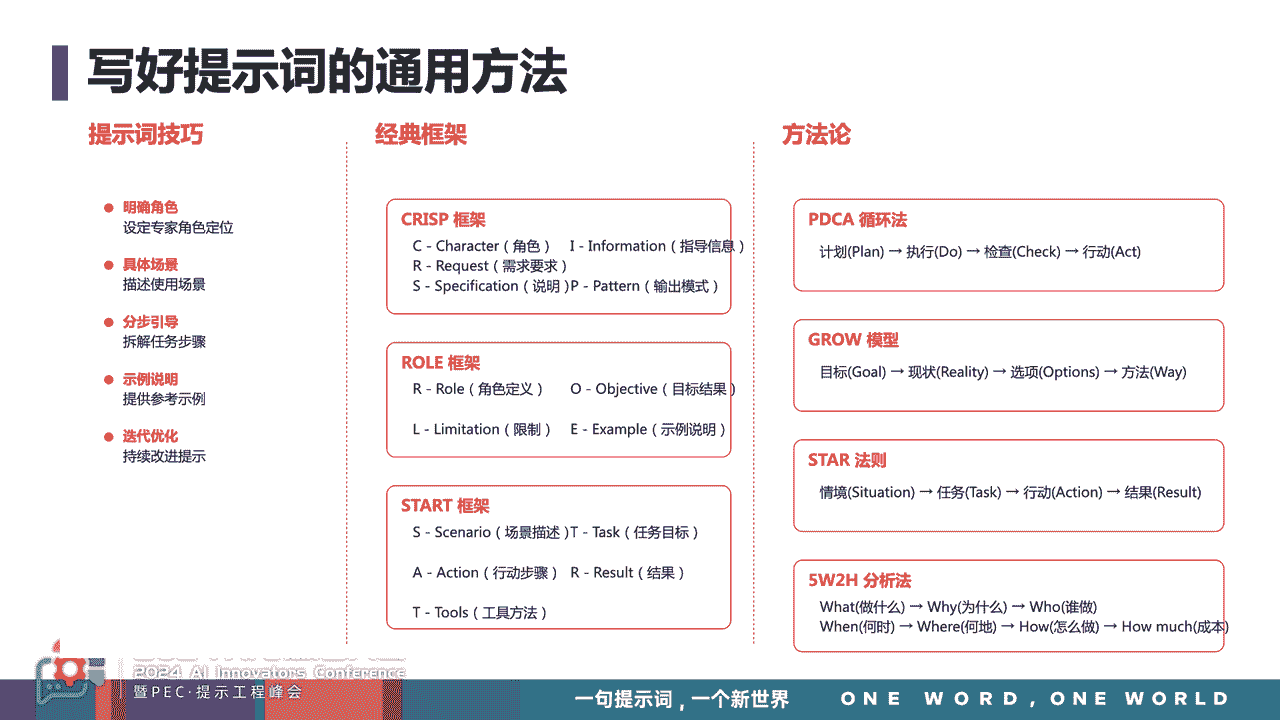 写好提示词的通用方法
提示词技巧
明确角色
设定专家角色定位
具体场景
描述使用场景
分步引导
拆解任务步骤
示例说明
提供参考示例
迭代优化
持续改进提示
经典框架
CRISP 框架
C - Character（角色） I - Information（指导信息）
R - Request（需求要求）
S - Specification（说明）P - Pattern（输出模式）
ROLE 框架
R - Role（角色定义） O - Objective（目标结果）
L - Limitation（限制） E - Example（示例说明）
START 框架
S - Scenario（场景描述）T - Task（任务目标）
A - Action（行动步骤） R - Result（结果）
T - Tools（工具方法）
方法论
PDCA 循环法
计划(Plan) → 执行(Do) → 检查(Check) → 行动(Act)
GROW 模型
目标(Goal) → 现状(Reality) → 选项(Options) → 方法(Way)
STAR 法则
情境(Situation) → 任务(Task) → 行动(Action) → 结果(Result)
5W2H 分析法
What(做什么) → Why(为什么) → Who(谁做)
When(何时) → Where(何地) → How(怎么做) → How much(成本)
2024 AI Innovators Conference
暨PEC·提示工程峰会
一句提示词，一个新世界
ONE WORD, ONE WORLD